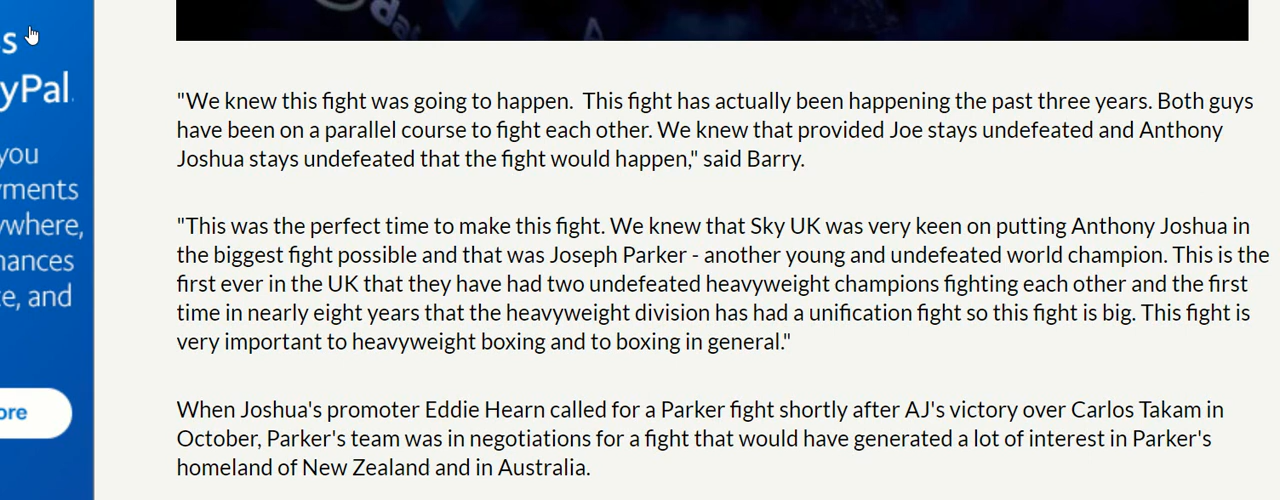 s
yPal.
you
yments
ywhere,
nances
e, and
ore
"We knew this fight was going to happen.  This fight has actually been happening the past three years. Both guys
have been on a parallel course to fight each other. We knew that provided Joe stays undefeated and Anthony
Joshua stays undefeated that the fight would happen," said Barry.
"This was the perfect time to make this fight. We knew that Sky UK was very keen on putting Anthony Joshua in
the biggest fight possible and that was Joseph Parker - another young and undefeated world champion. This is the
first ever in the UK that they have had two undefeated heavyweight champions fighting each other and the first
time in nearly eight years that the heavyweight division has had a unification fight so this fight is big. This fight is
very important to heavyweight boxing and to boxing in general."
When Joshua's promoter Eddie Hearn called for a Parker fight shortly after AJ's victory over Carlos Takam in
October, Parker's team was in negotiations for a fight that would have generated a lot of interest in Parker's
homeland of New Zealand and in Australia.